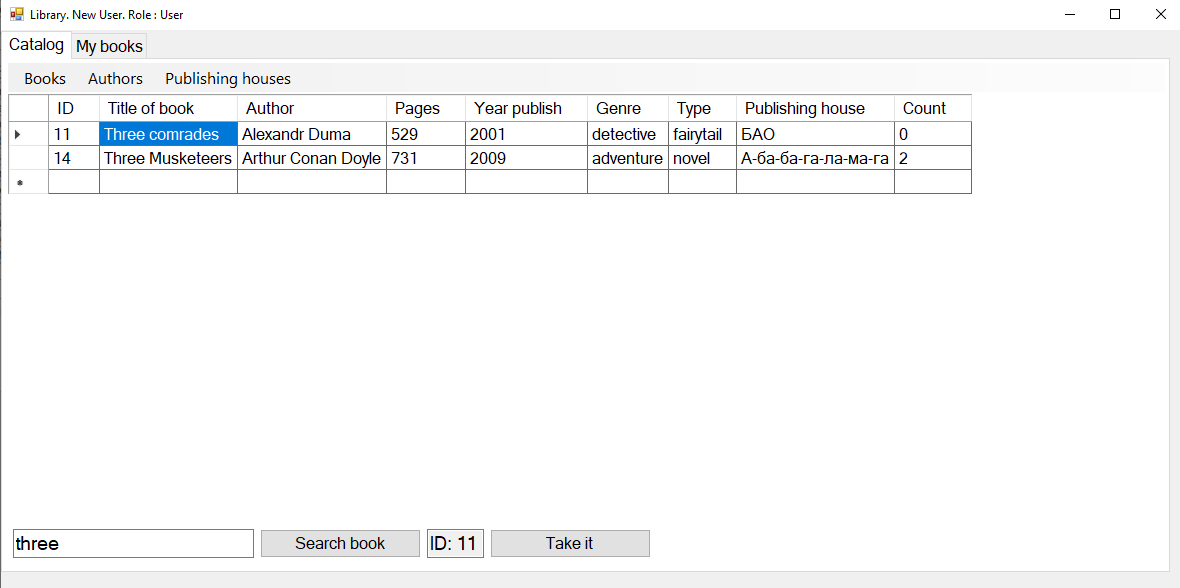 Library. New User. Role : User
Catalog My books
Books Authors Publishing houses
ID Title of book Author Pages Year publish Genre Type Publishing house Count
11 Three comrades Alexandr Duma 529 2001 detective fairytail БАО 0
14 Three Musketeers Arthur Conan Doyle 731 2009 adventure novel А-ба-ба-га-ла-ма-га 2
three Search book ID: 11 Take it